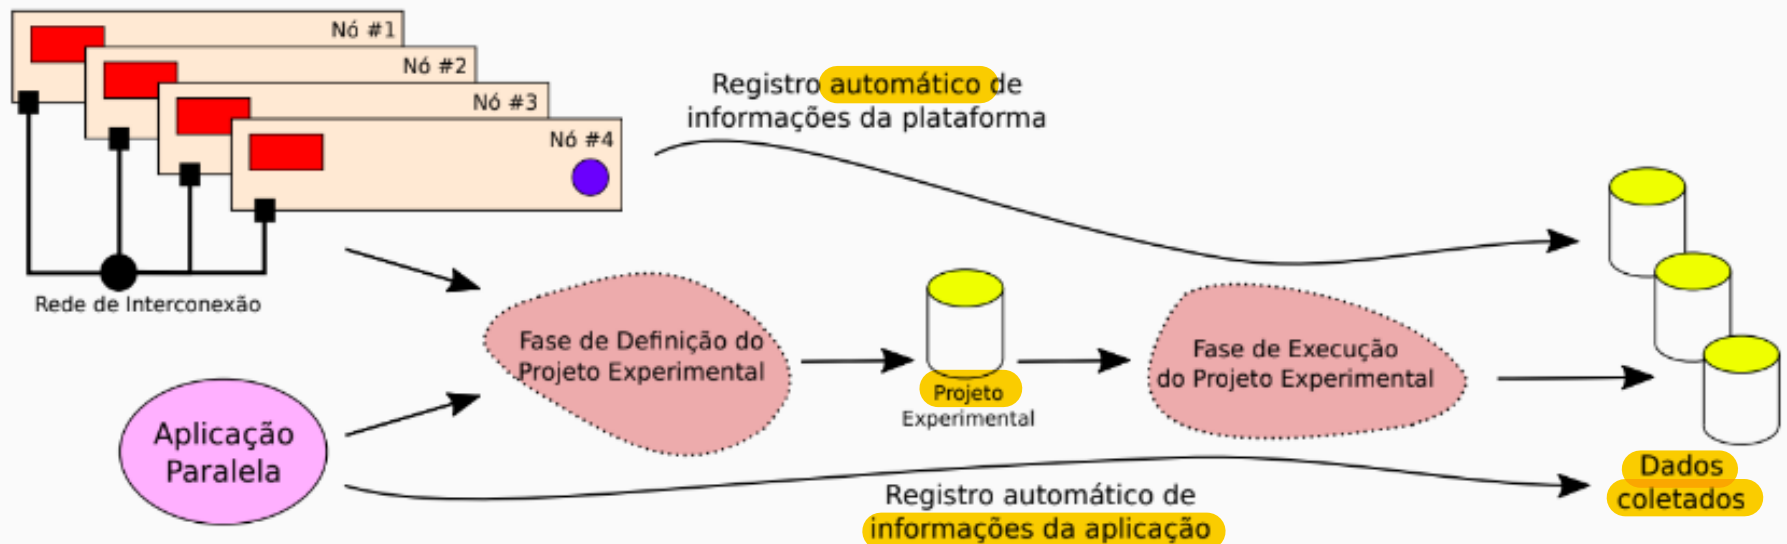 Nó #1
Nó #2
Nó #3
Nó #4
Rede de Interconexão
Registro automático de
informações da plataforma
Fase de Definição do
Projeto Experimental
Projeto
Experimental
Fase de Execução
do Projeto Experimental
Aplicação
Paralela
Registro automático de
informações da aplicação
Dados
coletados